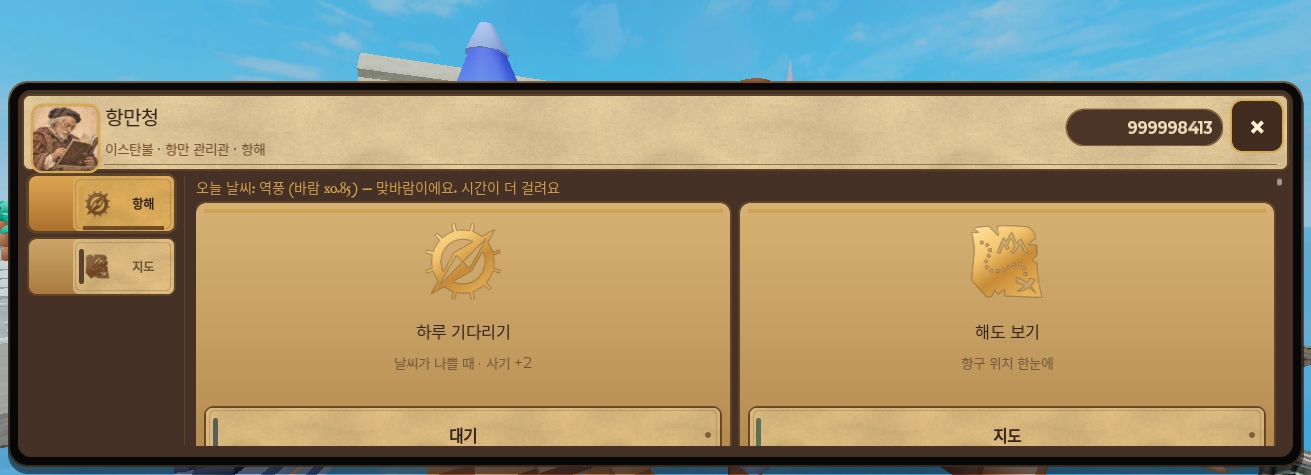 항만청
이스탄불 · 항만 관리관 · 항해
999998413
×
항해
지도
오늘 날씨: 역풍 (바람 x0.85) — 맞바람이에요. 시간이 더 걸려요
하루 기다리기
날씨가 나쁠 때 · 사기 +2
대기
해도 보기
항구 위치 한눈에
지도